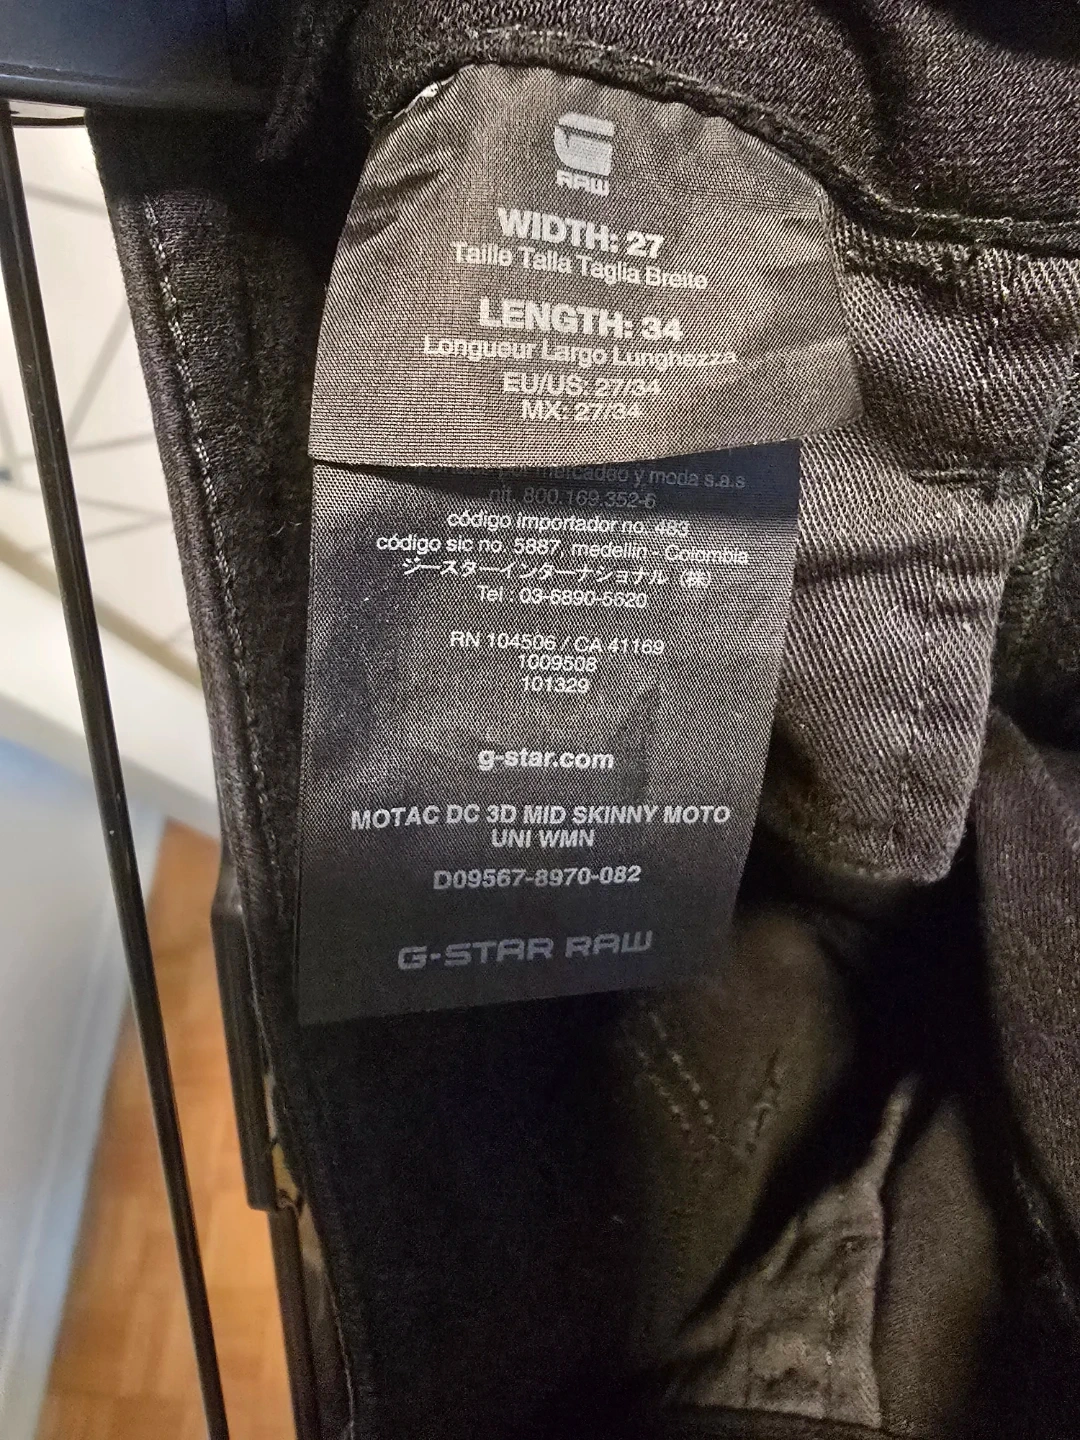 RAW
WIDTH: 27
Taille Talla Taglia Breite
LENGTH: 34
Longueur Largo Lunghezza
EU/US: 27/34
MX: 27/34
por mercadeo y moda s.a.s
nit. 800.169.352-6
código importador no. 483
código sic no. 5887, medellin - Colombia
ジースターインターナショナル (株)
Tel : 03-6890-5620
RN 104506 / CA 41169
1009508
101329
g-star.com
MOTAC DC 3D MID SKINNY MOTO
UNI WMN
D09567-8970-082
G-STAR RAW